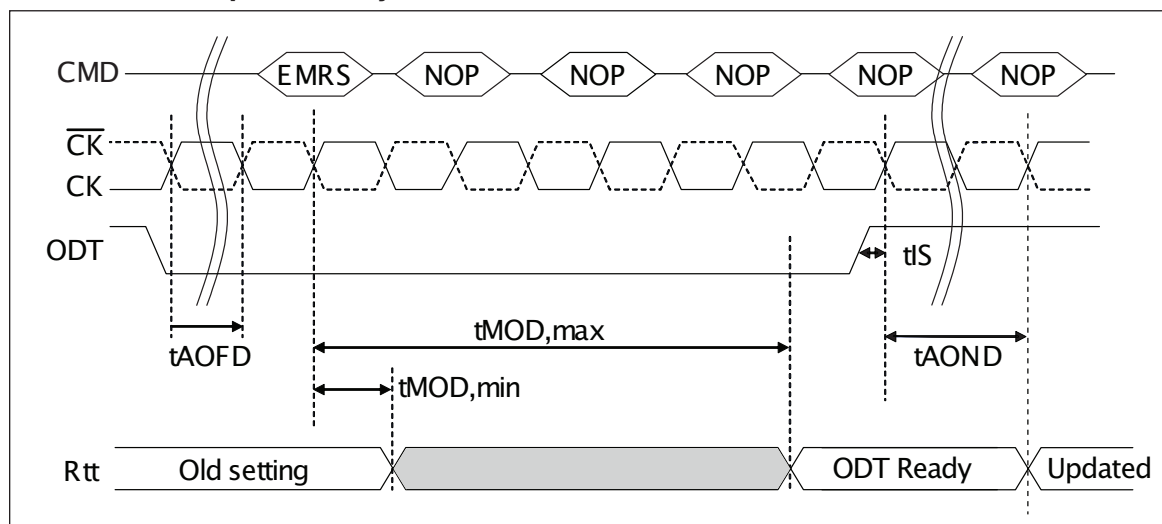 CMD EMRS NOP NOP NOP NOP NOP
CK
CK
ODT
tIS
tMOD,max
tAOFD
tAOND
tMOD,min
Rtt Old setting ODT Ready Updated